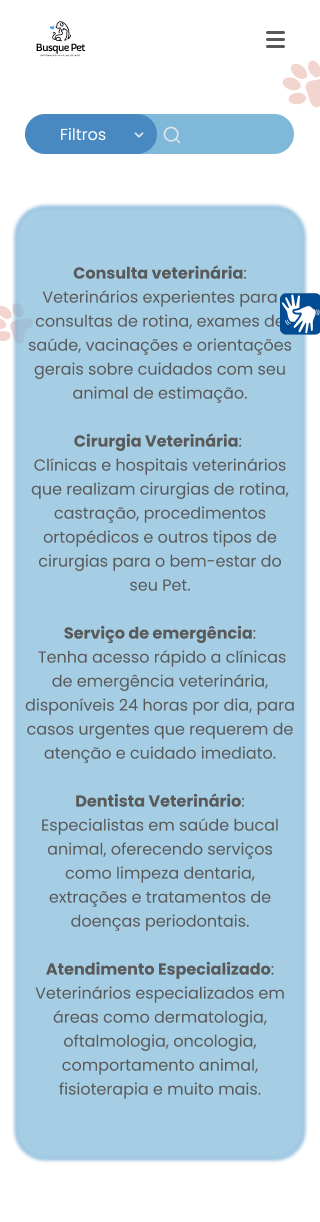 Busque Pet
Filtros
Consulta veterinária:
Veterinários experientes para
consultas de rotina, exames de
saúde, vacinações e orientações
gerais sobre cuidados com seu
animal de estimação.
Cirurgia Veterinária:
Clínicas e hospitais veterinários
que realizam cirurgias de rotina,
castração, procedimentos
ortopédicos e outros tipos de
cirurgias para o bem-estar do
seu Pet.
Serviço de emergência:
Tenha acesso rápido a clínicas
de emergência veterinária,
disponíveis 24 horas por dia, para
casos urgentes que requerem de
atenção e cuidado imediato.
Dentista Veterinário:
Especialistas em saúde bucal
animal, oferecendo serviços
como limpeza dentaria,
extrações e tratamentos de
doenças periodontais.
Atendimento Especializado:
Veterinários especializados em
áreas como dermatologia,
oftalmologia, oncologia,
comportamento animal,
fisioterapia e muito mais.